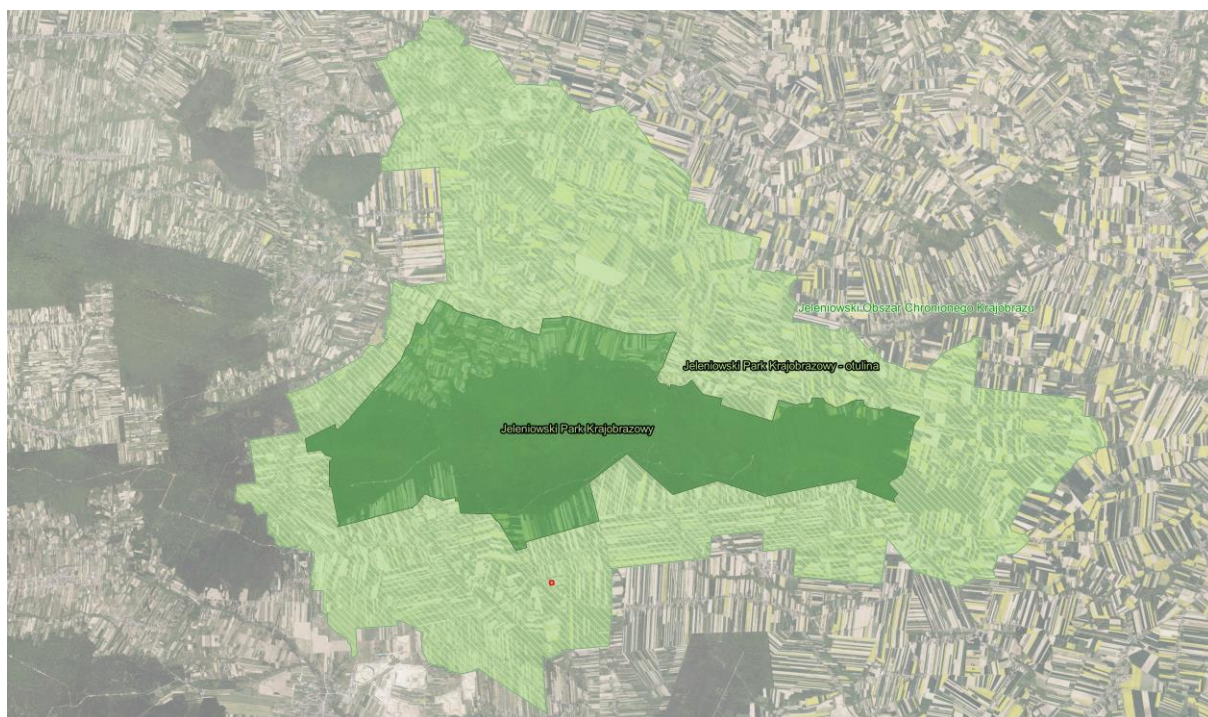 Jeleniowski Obszar Chronionego Krajobrazu
Jeleniowski Park Krajobrazowy - otulina
Jeleniowski Park Krajobrazowy